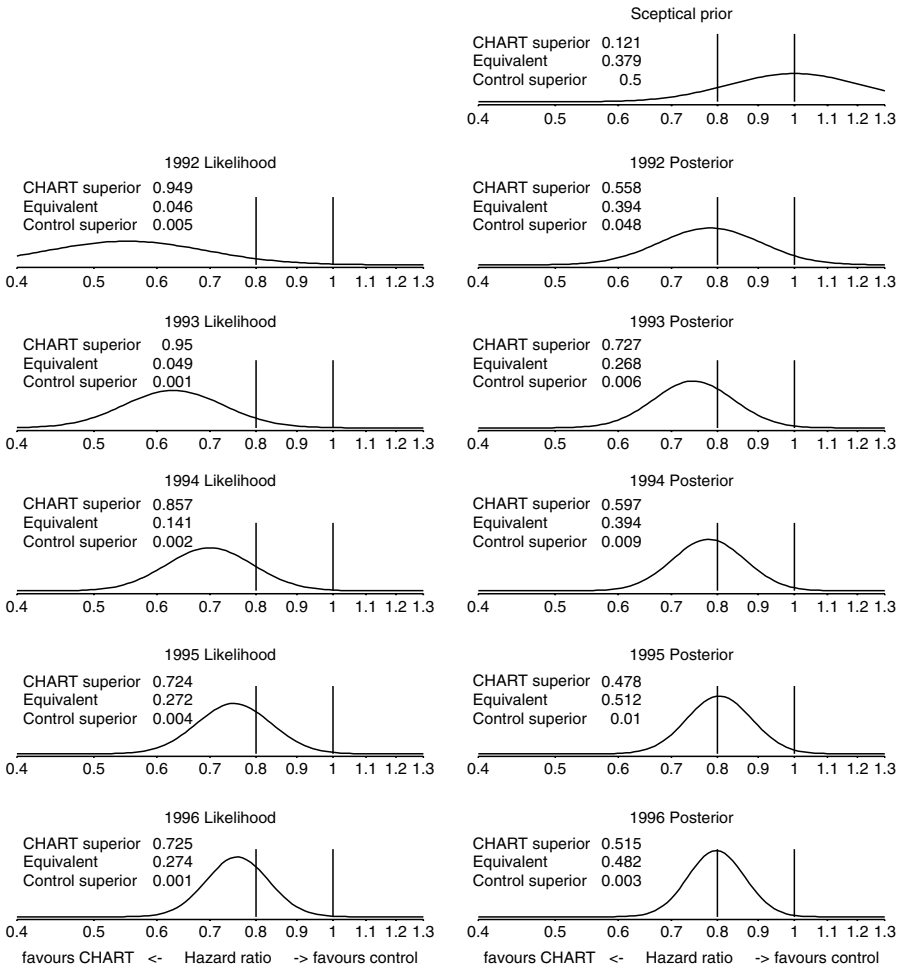 Sceptical prior
CHART superior 0.121
Equivalent 0.379
Control superior 0.5
0.4 0.5 0.6 0.7 0.8 0.9 1 1.1 1.2 1.3
1992 Likelihood
CHART superior 0.949
Equivalent 0.046
Control superior 0.005
0.4 0.5 0.6 0.7 0.8 0.9 1 1.1 1.2 1.3
1992 Posterior
CHART superior 0.558
Equivalent 0.394
Control superior 0.048
0.4 0.5 0.6 0.7 0.8 0.9 1 1.1 1.2 1.3
1993 Likelihood
CHART superior 0.95
Equivalent 0.049
Control superior 0.001
0.4 0.5 0.6 0.7 0.8 0.9 1 1.1 1.2 1.3
1993 Posterior
CHART superior 0.727
Equivalent 0.268
Control superior 0.006
0.4 0.5 0.6 0.7 0.8 0.9 1 1.1 1.2 1.3
1994 Likelihood
CHART superior 0.857
Equivalent 0.141
Control superior 0.002
0.4 0.5 0.6 0.7 0.8 0.9 1 1.1 1.2 1.3
1994 Posterior
CHART superior 0.597
Equivalent 0.394
Control superior 0.009
0.4 0.5 0.6 0.7 0.8 0.9 1 1.1 1.2 1.3
1995 Likelihood
CHART superior 0.724
Equivalent 0.272
Control superior 0.004
0.4 0.5 0.6 0.7 0.8 0.9 1 1.1 1.2 1.3
1995 Posterior
CHART superior 0.478
Equivalent 0.512
Control superior 0.01
0.4 0.5 0.6 0.7 0.8 0.9 1 1.1 1.2 1.3
1996 Likelihood
CHART superior 0.725
Equivalent 0.274
Control superior 0.001
0.4 0.5 0.6 0.7 0.8 0.9 1 1.1 1.2 1.3
favours CHART <- Hazard ratio -> favours control
1996 Posterior
CHART superior 0.515
Equivalent 0.482
Control superior 0.003
0.4 0.5 0.6 0.7 0.8 0.9 1 1.1 1.2 1.3
favours CHART <- Hazard ratio -> favours control